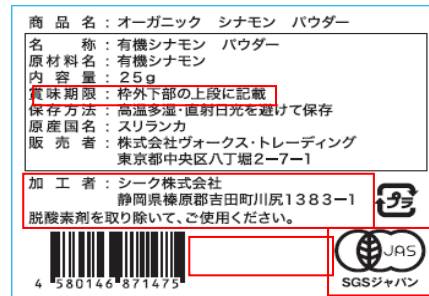 商品名：オーガニック シナモン パウダー
名称：有機シナモン パウダー
原材料名：有機シナモン
内容量：25g
賞味期限：枠外下部の上段に記載
保存方法：高温多湿・直射日光を避けて保存
原産国名：スリランカ
販売者：株式会社ヴォークス・トレーディング
東京都中央区八丁堀2-7-1
加工者：シーク株式会社
静岡県榛原郡吉田町川尻1383-1
脱酸素剤を取り除いて、ご使用ください。
プラ
JAS
SGSジャパン
4 580146 871475